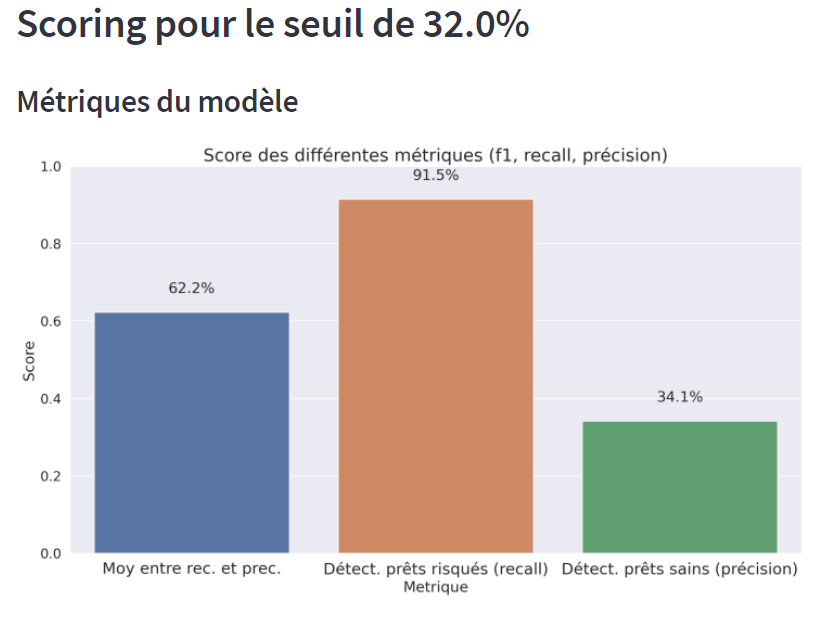 Scoring pour le seuil de 32.0%
Métriques du modèle
Score des différentes métriques (f1, recall, précision)
1.0
91.5%
0.8
62.2%
0.6
Score
0.4
34.1%
0.2
0.0
Moy entre rec. et prec.
Détect. prêts risqués (recall)
Détect. prêts sains (précision)
Metrique